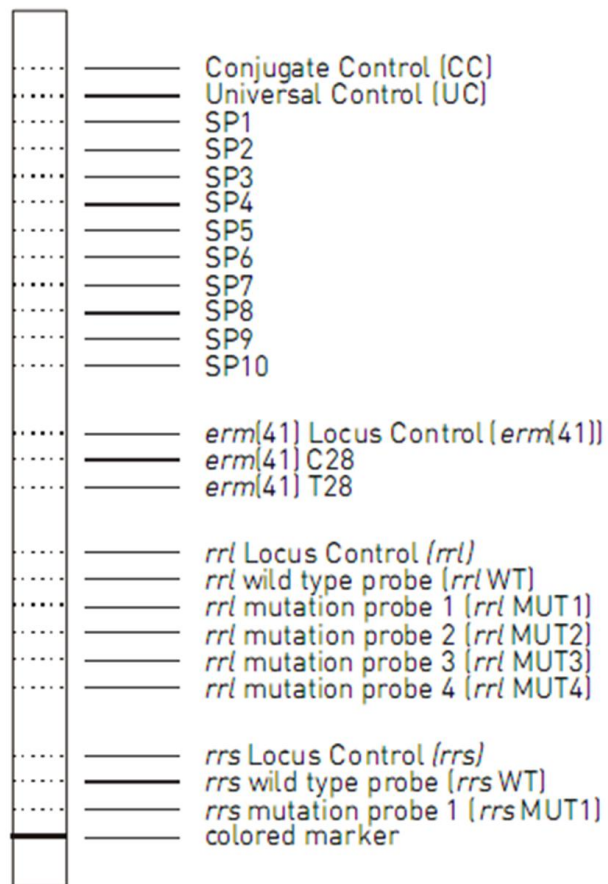 Conjugate Control (CC)
Universal Control (UC)
SP1
SP2
SP3
SP4
SP5
SP6
SP7
SP8
SP9
SP10
erm(41) Locus Control (erm(41))
erm(41) C28
erm(41) T28
rrl Locus Control (rrl)
rrl wild type probe (rrl WT)
rrl mutation probe 1 (rrl MUT1)
rrl mutation probe 2 (rrl MUT2)
rrl mutation probe 3 (rrl MUT3)
rrl mutation probe 4 (rrl MUT4)
rrs Locus Control (rrs)
rrs wild type probe (rrs WT)
rrs mutation probe 1 (rrs MUT1)
colored marker